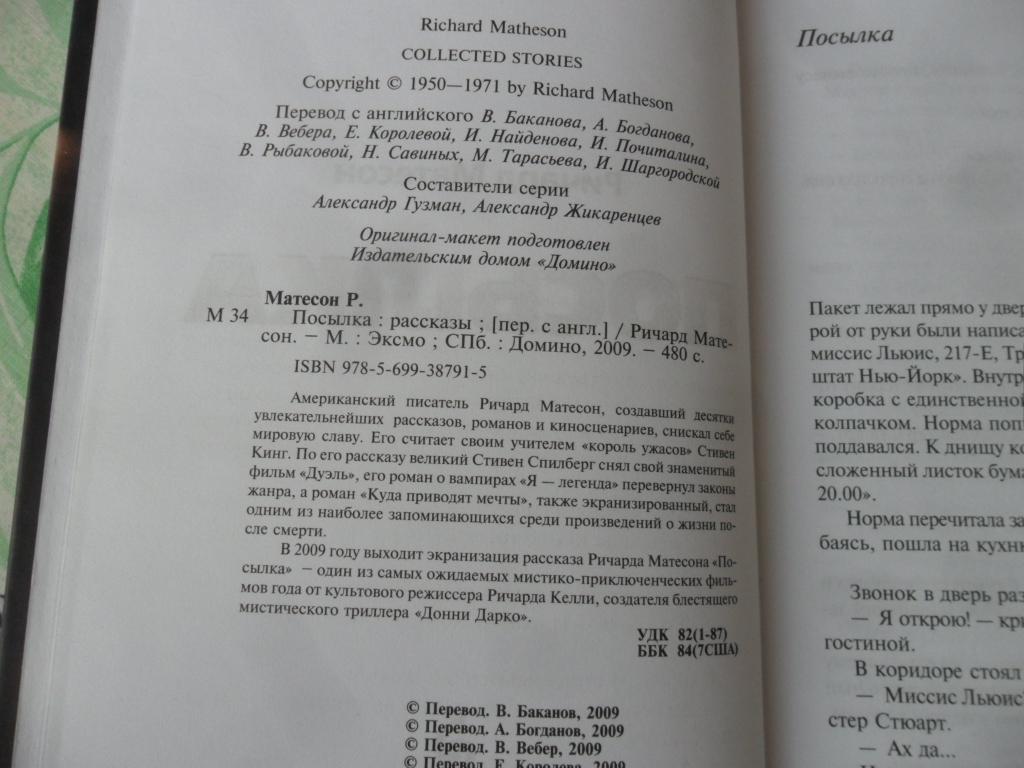 Richard Matheson
COLLECTED STORIES
Copyright © 1950—1971 by Richard Matheson
Перевод с английского В. Баканова, А. Богданова,
В. Вебера, Е. Королевой, И. Найденова, И. Почиталина,
В. Рыбаковой, Н. Савиных, М. Тарасьева, И. Шаргородской
Составители серии
Александр Гузман, Александр Жикаренцев
Оригинал-макет подготовлен
Издательским домом «Домино»
Матесон Р.
М 34 Посылка : рассказы ; [пер. с англ.] / Ричард Мате-
сон. — М. : Эксмо ; СПб. : Домино, 2009. — 480 с.
ISBN 978-5-699-38791-5
Американский писатель Ричард Матесон, создавший десятки
увлекательнейших рассказов, романов и киносценариев, снискал себе
мировую славу. Его считает своим учителем «король ужасов» Стивен
Кинг. По его рассказу великий Стивен Спилберг снял свой знаменитый
фильм «Дуэль», его роман о вампирах «Я — легенда» перевернул законы
жанра, а роман «Куда приводят мечты», также экранизированный, стал
одним из наиболее запоминающихся среди произведений о жизни по-
сле смерти.
В 2009 году выходит экранизация рассказа Ричарда Матесона «По-
сылка» — один из самых ожидаемых мистико-приключенческих филь-
мов года от культового режиссера Ричарда Келли, создателя блестящего
мистического триллера «Донни Дарко».
УДК 82(1-87)
ББК 84(7США)
© Перевод. В. Баканов, 2009
© Перевод. А. Богданов, 2009
© Перевод. В. Вебер, 2009
© Перевод. Е. Королева, 2009
Посылка
Пакет лежал прямо у две
рой от руки были написа
миссис Льюис, 217-Е, Тр
штат Нью-Йорк». Внутр
коробка с единственной
колпачком. Норма поп
поддавался. К днищу ко
сложенный листок бума
20.00».
Норма перечитала за
баясь, пошла на кухн
Звонок в дверь раз
— Я открою! — кри
гостиной.
В коридоре стоял
— Миссис Льюис
стер Стюарт.
— Ах да...